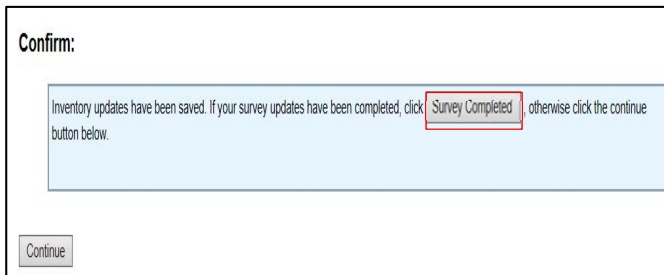 Confirm:
Inventory updates have been saved. If your survey updates have been completed, click Survey Completed , otherwise click the continue
button below.
Continue